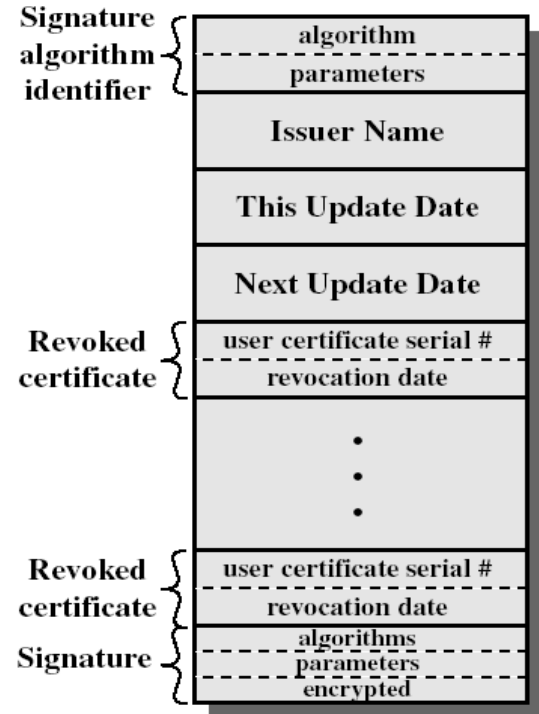 Signature
algorithm
identifier
algorithm
parameters
Issuer Name
This Update Date
Next Update Date
Revoked
certificate
user certificate serial #
revocation date
Revoked
certificate
user certificate serial #
revocation date
Signature
algorithms
parameters
encrypted